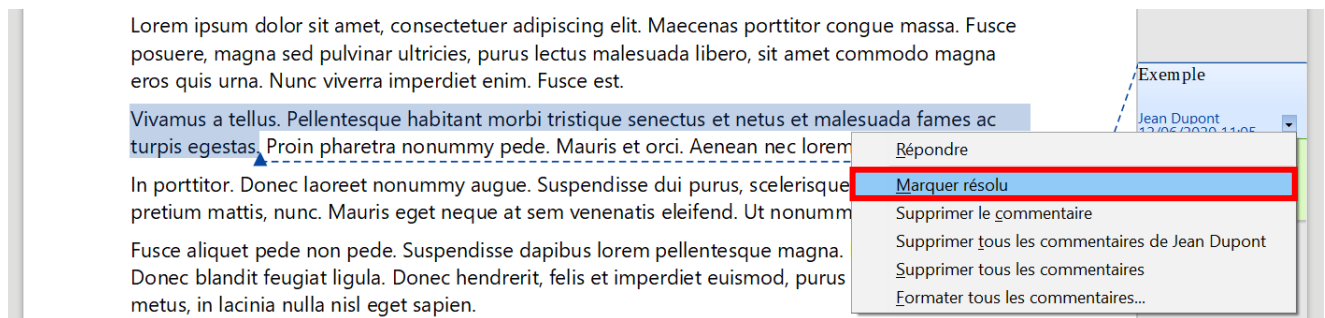 Lorem ipsum dolor sit amet, consectetuer adipiscing elit. Maecenas porttitor congue massa. Fusce
posuere, magna sed pulvinar ultricies, purus lectus malesuada libero, sit amet commodo magna
eros quis urna. Nunc viverra imperdiet enim. Fusce est.
Vivamus a tellus. Pellentesque habitant morbi tristique senectus et netus et malesuada fames ac
turpis egestas. Proin pharetra nonummy pede. Mauris et orci. Aenean nec lorem
In porttitor. Donec laoreet nonummy augue. Suspendisse dui purus, scelerisque
pretium mattis, nunc. Mauris eget neque at sem venenatis eleifend. Ut nonumm
Fusce aliquet pede non pede. Suspendisse dapibus lorem pellentesque magna.
Donec blandit feugiat ligula. Donec hendrerit, felis et imperdiet euismod, purus
metus, in lacinia nulla nisl eget sapien.
Exemple
Jean Dupont
12/06/2020 11:05
Répondre
Marquer résolu
Supprimer le commentaire
Supprimer tous les commentaires de Jean Dupont
Supprimer tous les commentaires
Formater tous les commentaires...